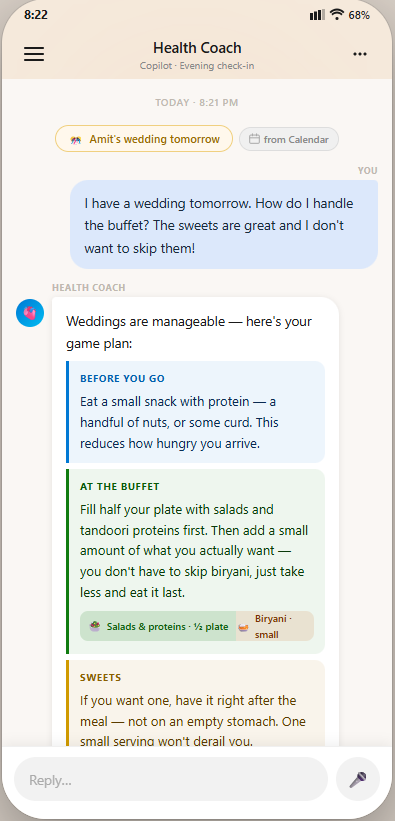 8:22
68%
Health Coach
Copilot · Evening check-in
TODAY · 8:21 PM
Amit's wedding tomorrow
from Calendar
YOU
I have a wedding tomorrow. How do I handle
the buffet? The sweets are great and I don't
want to skip them!
HEALTH COACH
Weddings are manageable — here's your
game plan:
BEFORE YOU GO
Eat a small snack with protein — a
handful of nuts, or some curd. This
reduces how hungry you arrive.
AT THE BUFFET
Fill half your plate with salads and
tandoori proteins first. Then add a small
amount of what you actually want —
you don't have to skip biryani, just take
less and eat it last.
Salads & proteins · ½ plate
Biryani ·
small
SWEETS
If you want one, have it right after the
meal — not on an empty stomach. One
small serving won't derail you.
Reply...